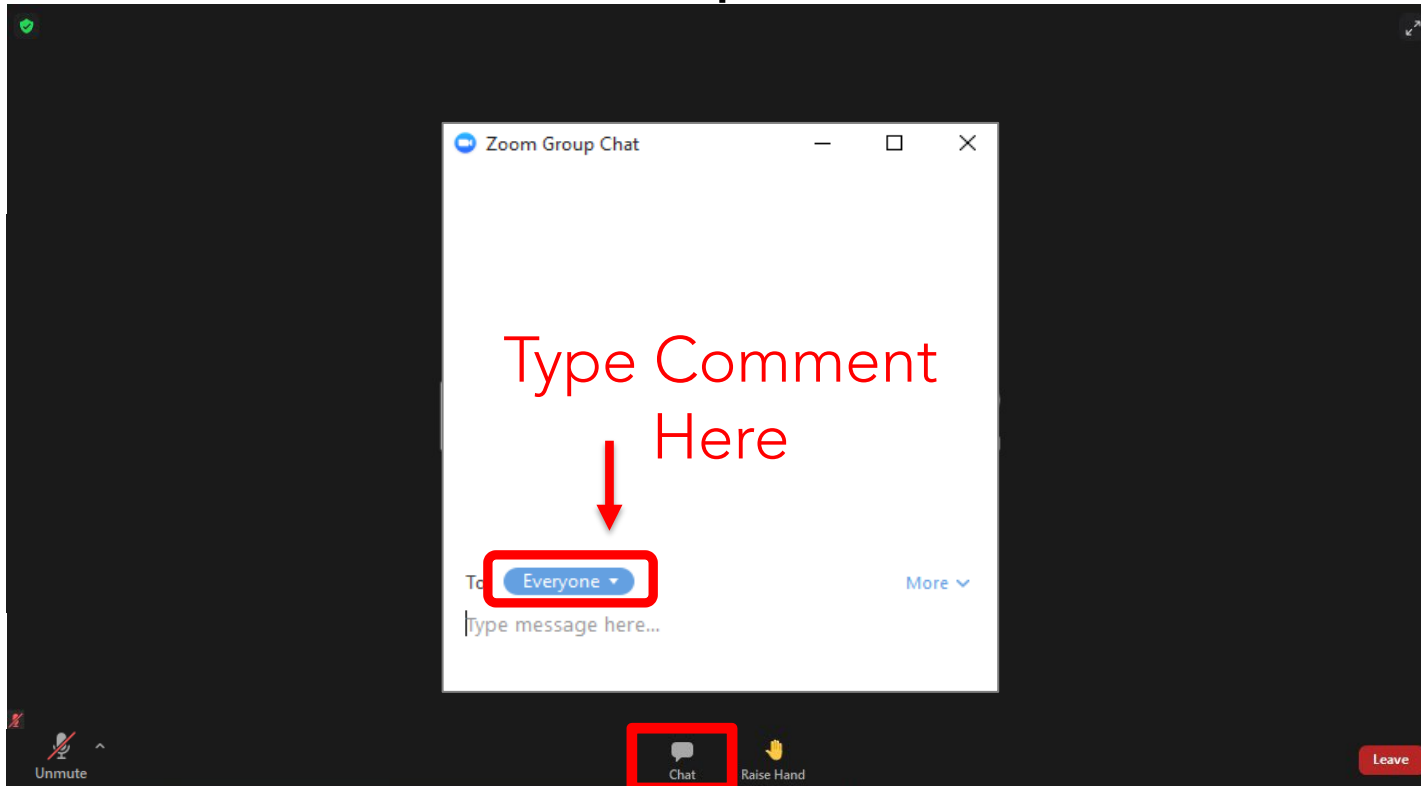 Zoom Group Chat
Type Comment
Here
To
Everyone
More
Type message here...
Unmute
Chat
Raise Hand
Leave